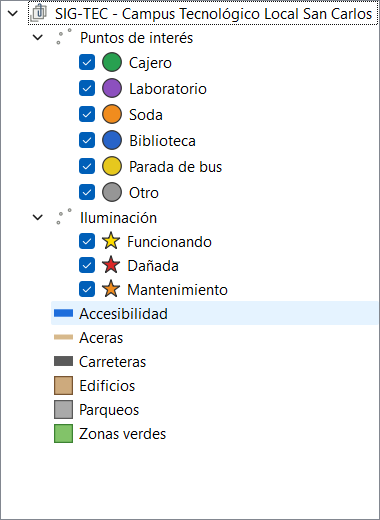 SIG-TEC - Campus Tecnológico Local San Carlos
Puntos de interés
Cajero
Laboratorio
Soda
Biblioteca
Parada de bus
Otro
Iluminación
Funcionando
Dañada
Mantenimiento
Accesibilidad
Aceras
Carreteras
Edificios
Parqueos
Zonas verdes